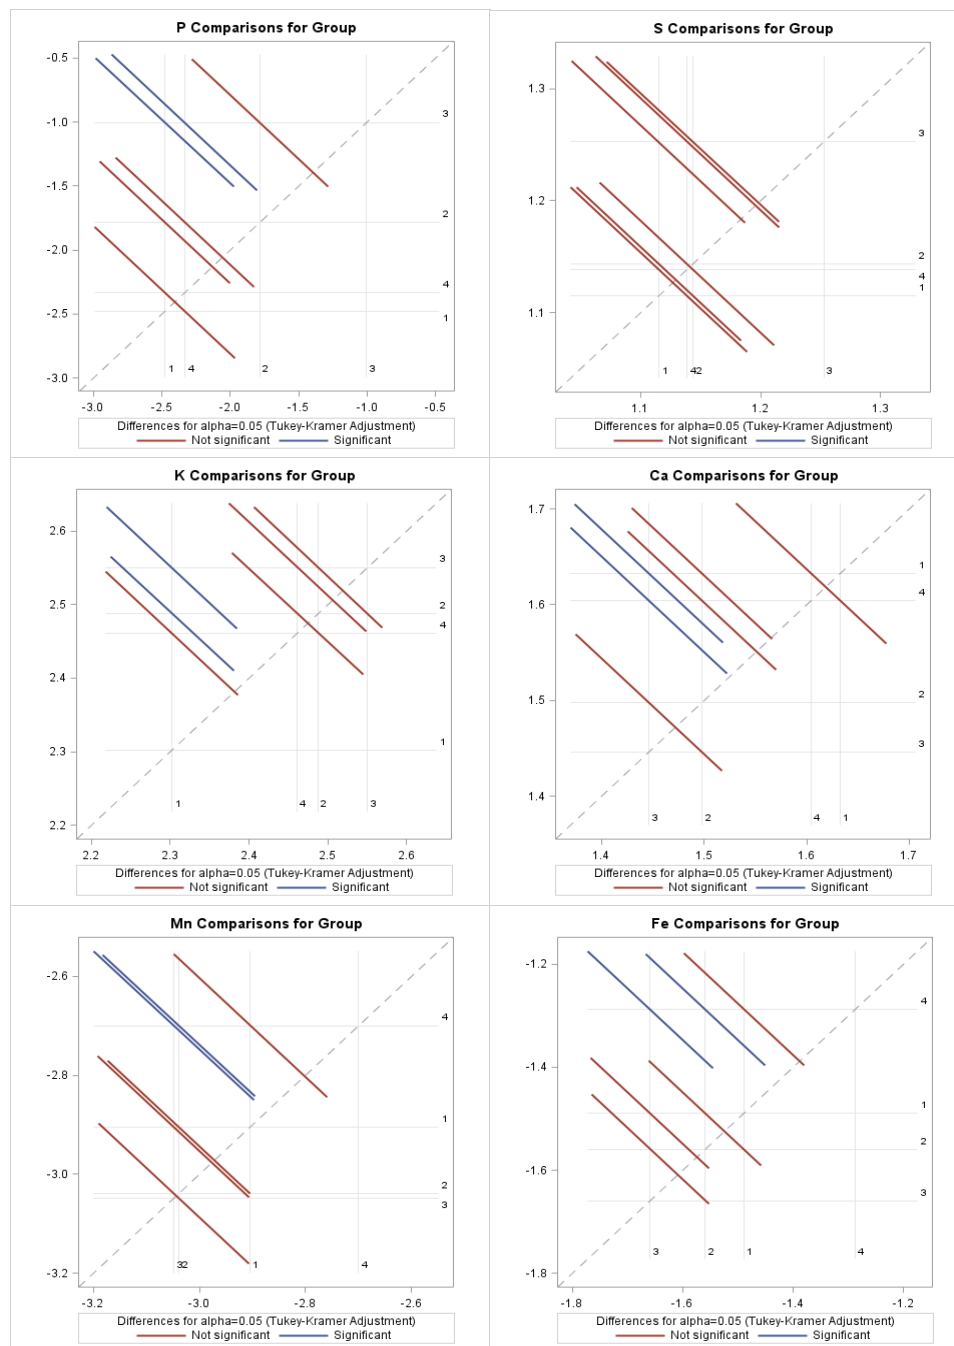 P Comparisons for Group
-0.5
-1.0
-1.5
-2.0
-2.5
-3.0
3
2
4
1
1 4 2 3
-3.0 -2.5 -2.0 -1.5 -1.0 -0.5
Differences for alpha=0.05 (Tukey-Kramer Adjustment)
Not significant Significant
S Comparisons for Group
1.3
1.2
1.1
3
2
4
1
1 42 3
1.1 1.2 1.3
Differences for alpha=0.05 (Tukey-Kramer Adjustment)
Not significant Significant
K Comparisons for Group
2.6
2.5
2.4
2.3
2.2
3
2
4
1
1 4 2 3
2.2 2.3 2.4 2.5 2.6
Differences for alpha=0.05 (Tukey-Kramer Adjustment)
Not significant Significant
Ca Comparisons for Group
1.7
1.6
1.5
1.4
1
4
2
3
3 2 4 1
1.4 1.5 1.6 1.7
Differences for alpha=0.05 (Tukey-Kramer Adjustment)
Not significant Significant
Mn Comparisons for Group
-2.6
-2.8
-3.0
-3.2
4
1
2
3
32 1 4
-3.2 -3.0 -2.8 -2.6
Differences for alpha=0.05 (Tukey-Kramer Adjustment)
Not significant Significant
Fe Comparisons for Group
-1.2
-1.4
-1.6
-1.8
4
1
2
3
3 2 1 4
-1.8 -1.6 -1.4 -1.2
Differences for alpha=0.05 (Tukey-Kramer Adjustment)
Not significant Significant